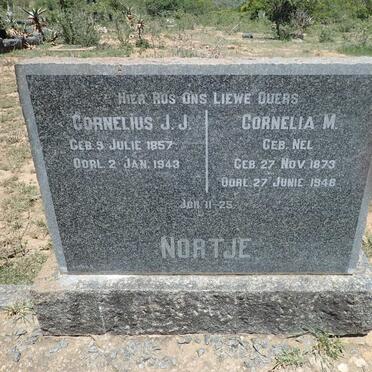 HIER RUS ONS LIEWE OUERS
CORNELIUS J.J.
GEB. 9 JULIE 1857.
OORL. 2 JAN. 1943
CORNELIA M.
GEB. NEL
GEB. 27 NOV. 1873
OORL. 27 JUNIE 1948
JOH. 11-25.
NORTJE